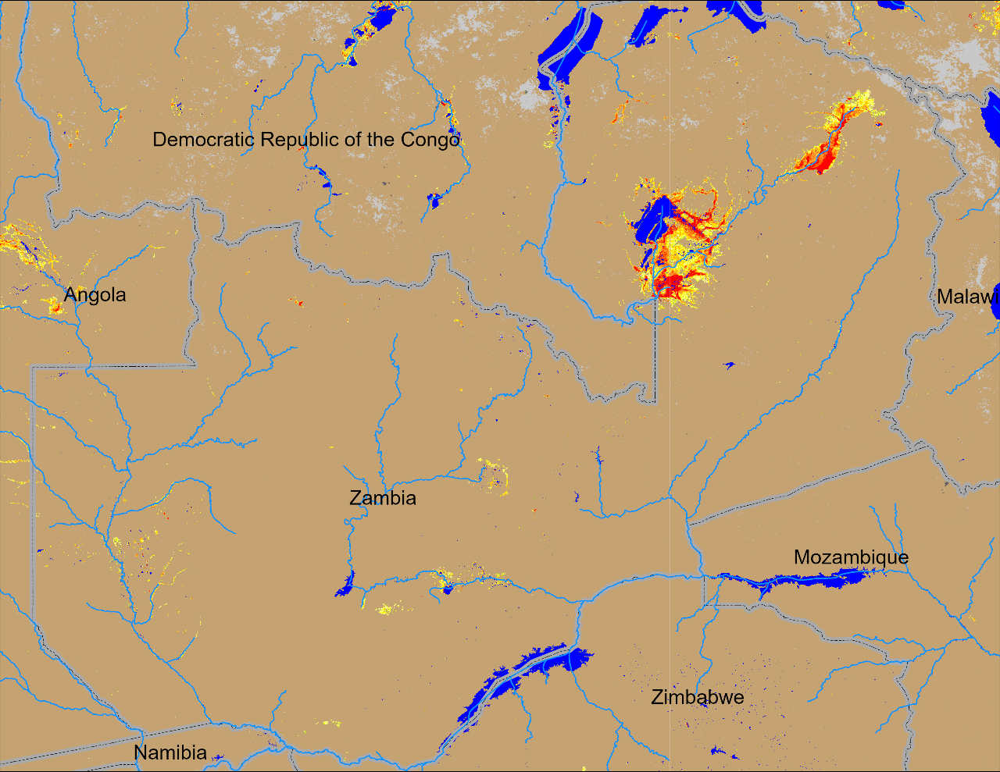 Democratic Republic of the Congo
Angola
Malawi
Zambia
Mozambique
Zimbabwe
Namibia